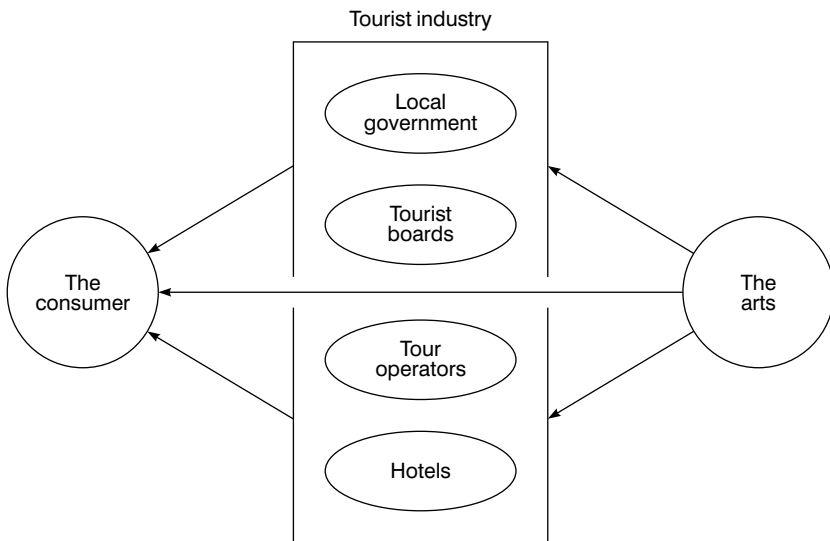 Tourist industry
Local
government
Tourist
boards
The
consumer
The
arts
Tour
operators
Hotels